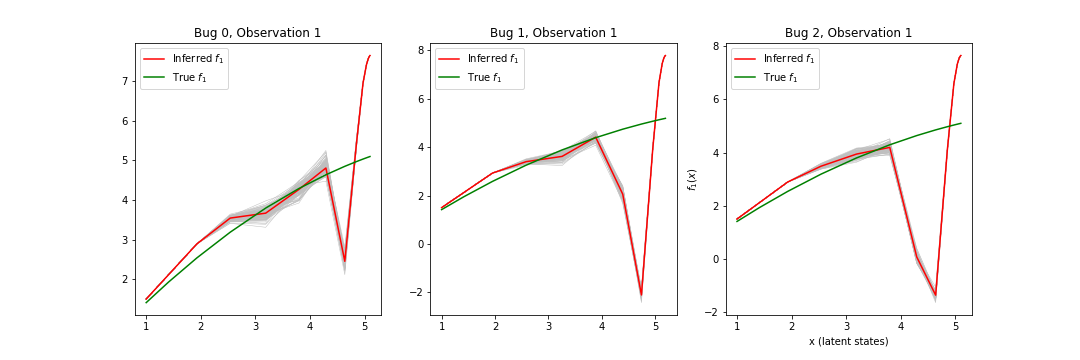 Bug 0, Observation 1
Inferred f₁
True f₁
7
6
5
4
3
2
1 2 3 4 5
Bug 1, Observation 1
Inferred f₁
True f₁
8
6
4
2
0
−2
1 2 3 4 5
Bug 2, Observation 1
Inferred f₁
True f₁
f₁(x)
8
6
4
2
0
−2
1 2 3 4 5
x (latent states)